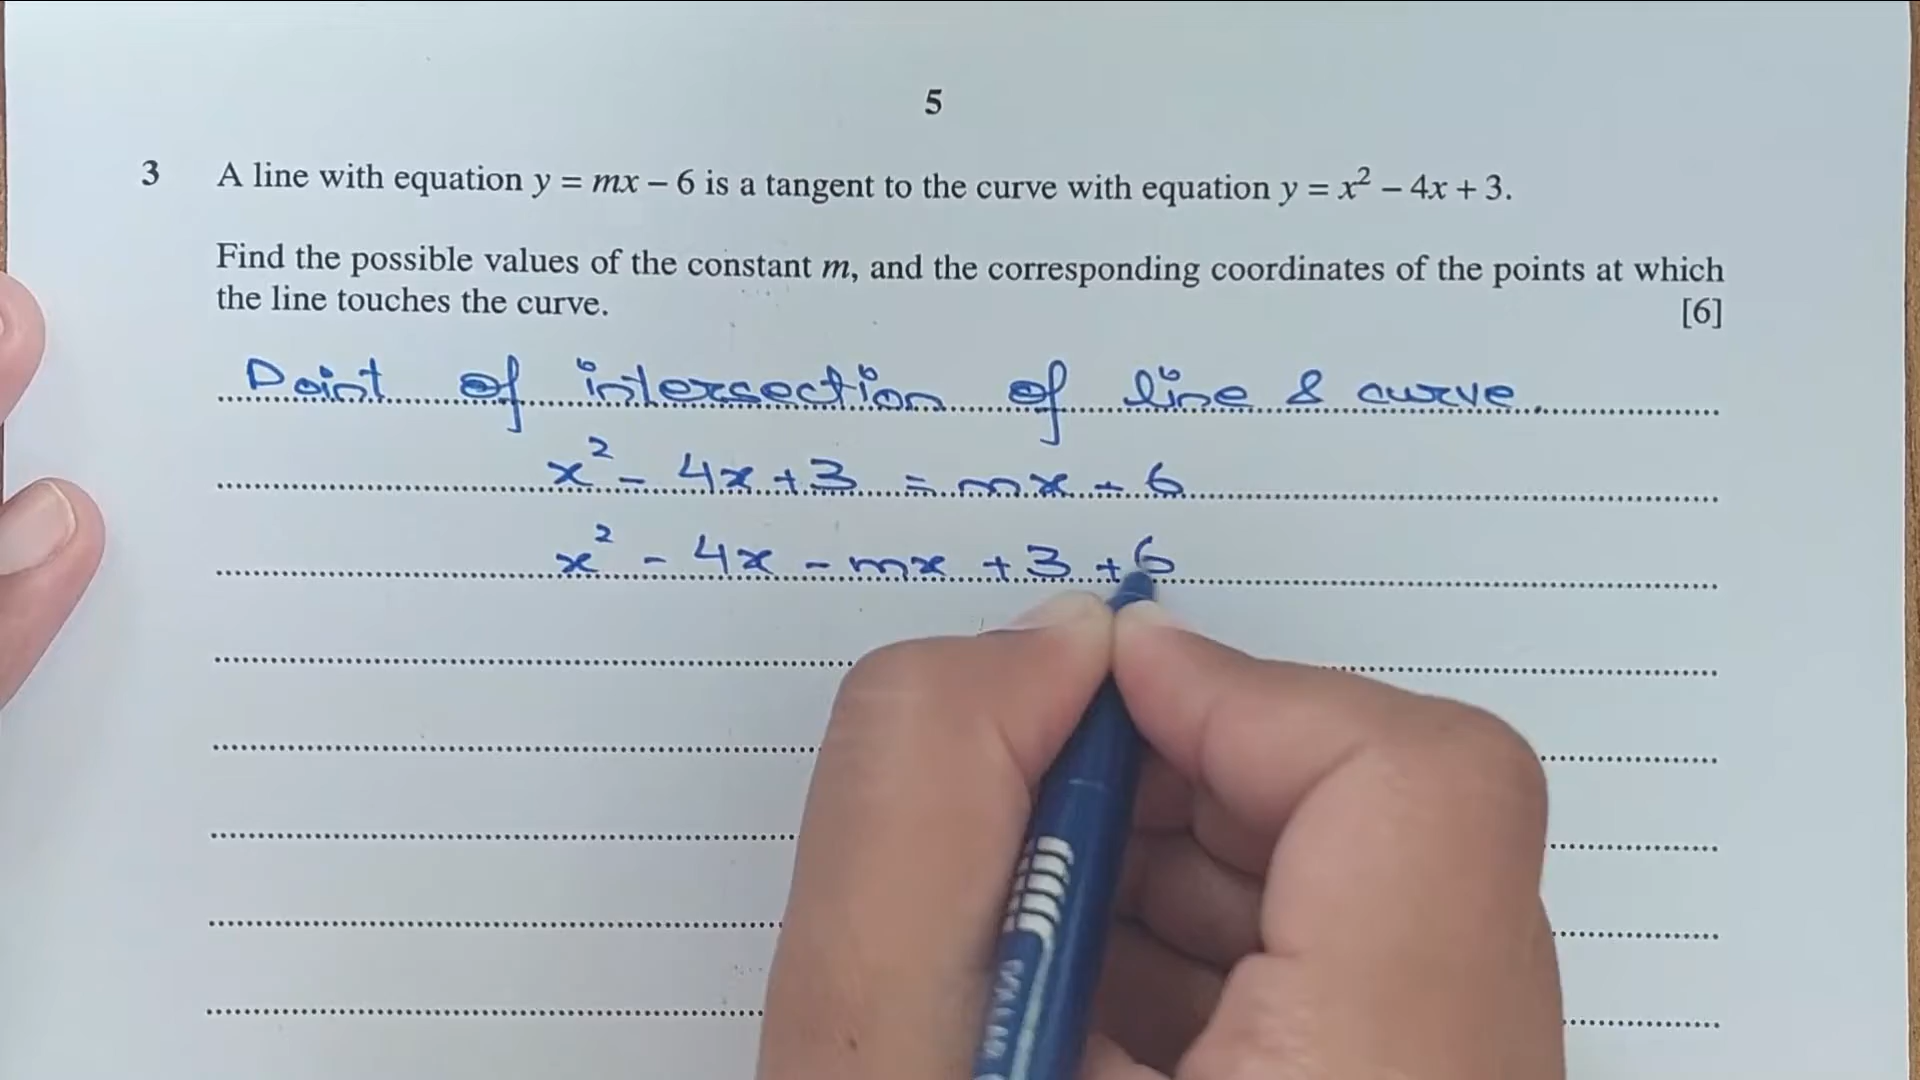 5
3 A line with equation y = mx − 6 is a tangent to the curve with equation y = x² − 4x + 3.
Find the possible values of the constant m, and the corresponding coordinates of the points at which
the line touches the curve. [6]
Point of intersection of line & curve.
x² - 4x + 3 = mx - 6
x² - 4x - mx + 3 + 6